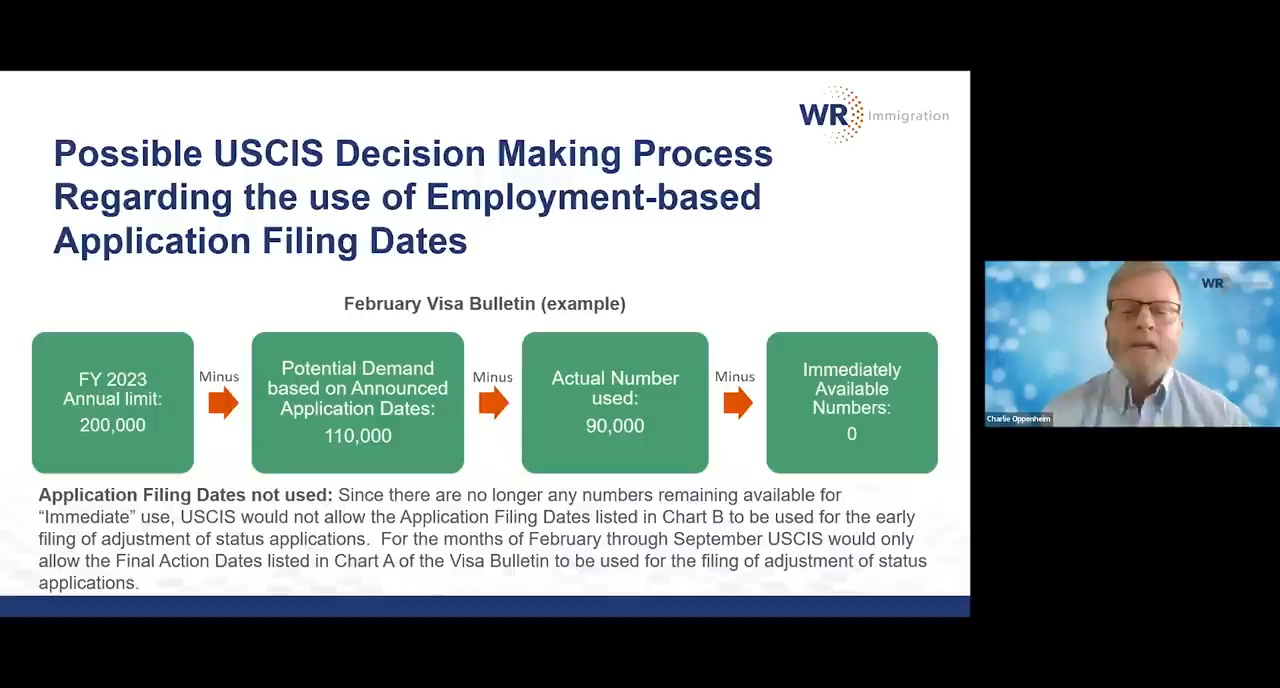 WR Immigration
Possible USCIS Decision Making Process
Regarding the use of Employment-based
Application Filing Dates
February Visa Bulletin (example)
FY 2023
Annual limit:
200,000
Minus
Potential Demand
based on Announced
Application Dates:
110,000
Minus
Actual Number
used:
90,000
Minus
Immediately
Available
Numbers:
0
Application Filing Dates not used: Since there are no longer any numbers remaining available for
“Immediate” use, USCIS would not allow the Application Filing Dates listed in Chart B to be used for the early
filing of adjustment of status applications.  For the months of February through September USCIS would only
allow the Final Action Dates listed in Chart A of the Visa Bulletin to be used for the filing of adjustment of status
applications.
WR
Charlie Oppenheim